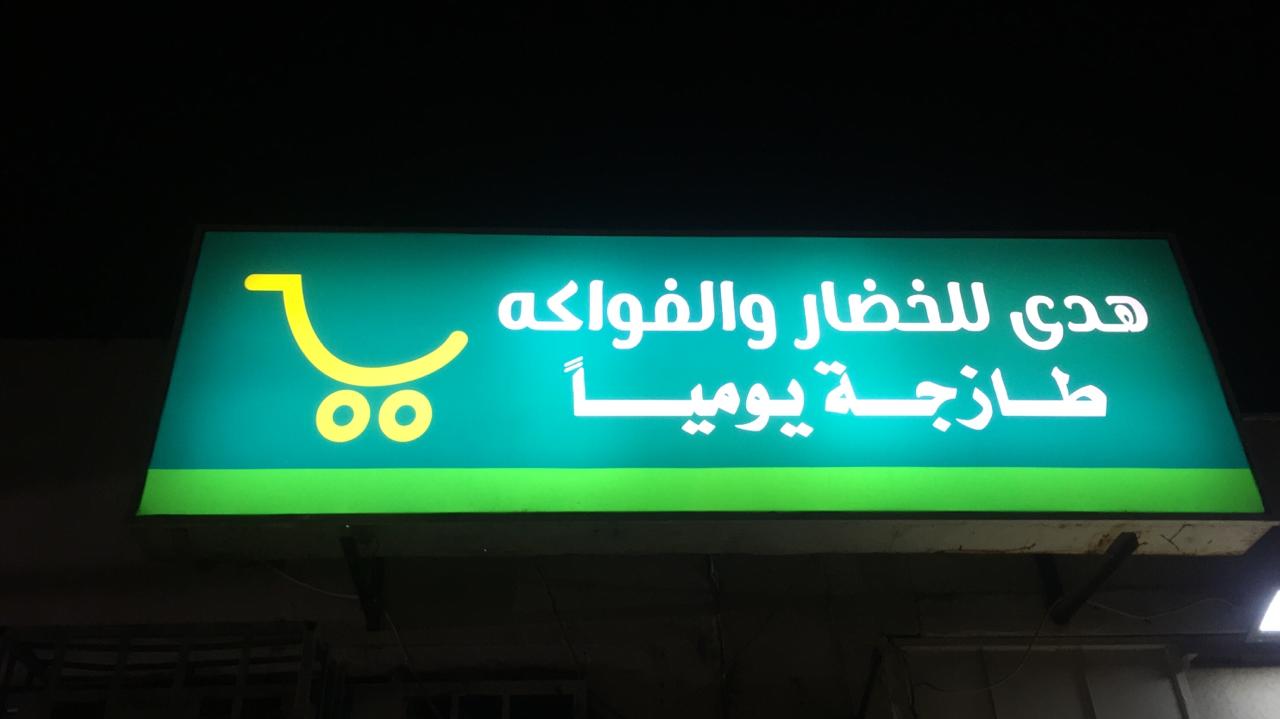 هدى للخضار والفواكه
طازجة يومياً